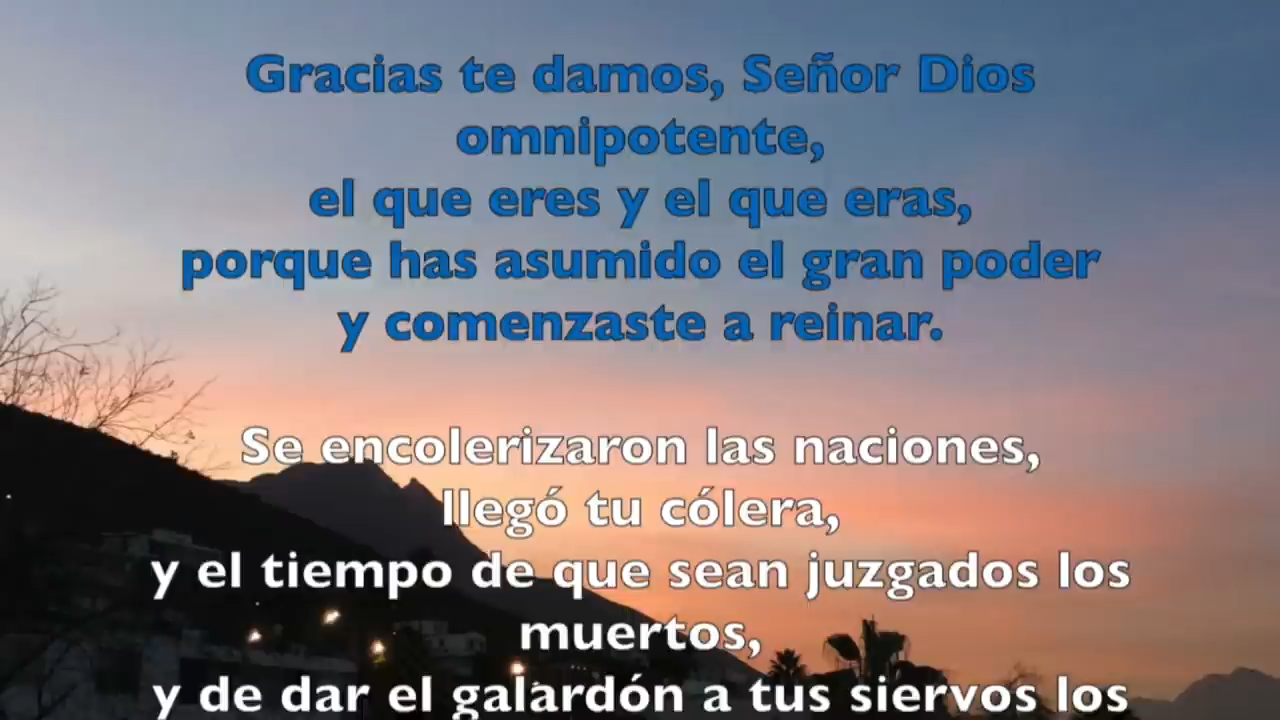 Gracias te damos, Señor Dios
omnipotente,
el que eres y el que eras,
porque has asumido el gran poder
y comenzaste a reinar.
Se encolerizaron las naciones,
llegó tu cólera,
y el tiempo de que sean juzgados los
muertos,
y de dar el galardón a tus siervos los